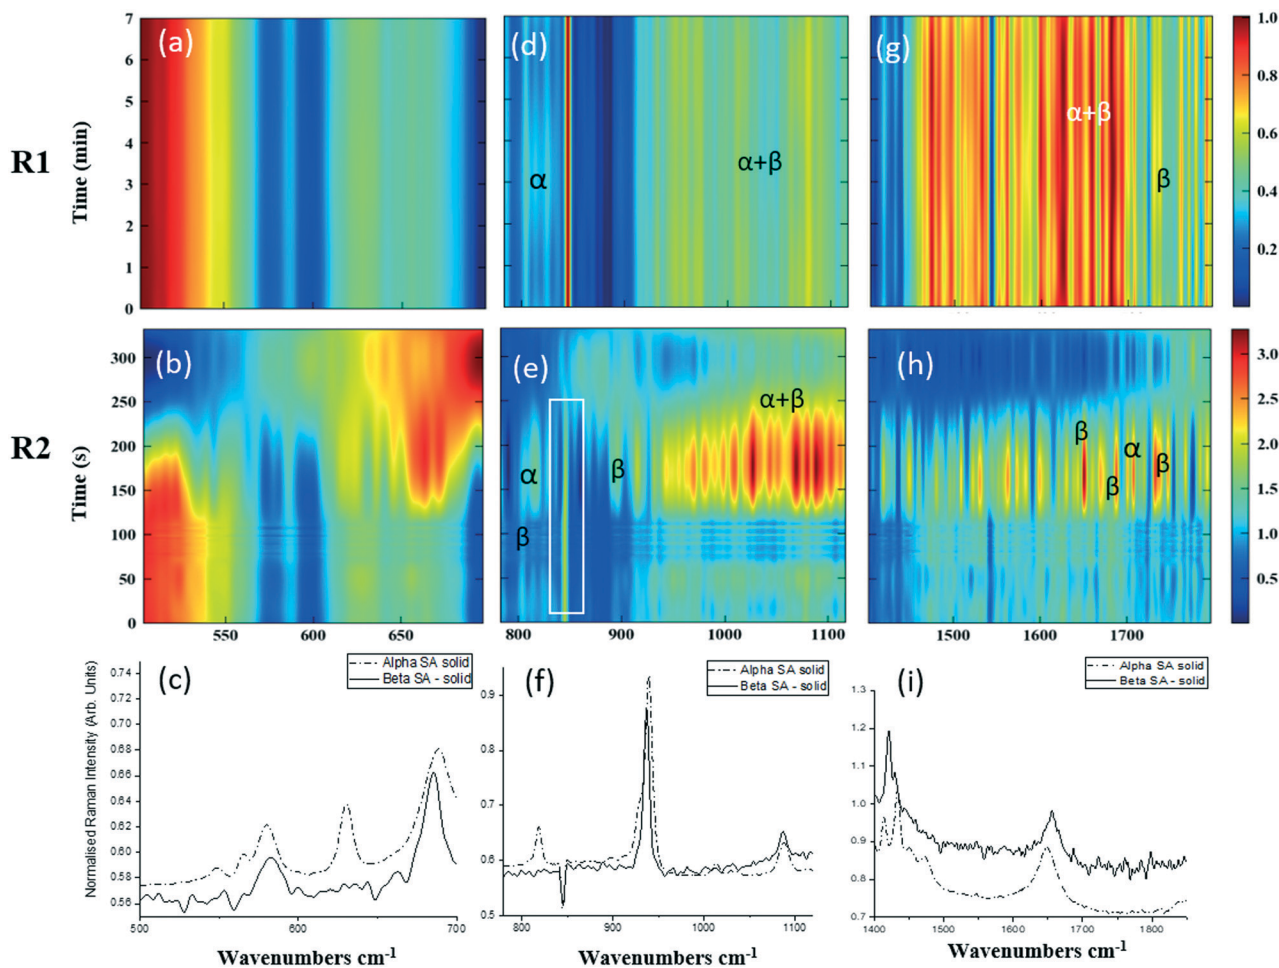 R1
Time (min)
7
6
5
4
3
2
1
0
(a)
(d)
α
α+β
(g)
α+β
β
1.0
0.8
0.6
0.4
0.2
R2
Time (s)
300
250
200
150
100
50
0
(b)
550 600 650
(e)
α+β
α
β
β
800 900 1000 1100
(h)
β
α
β
β
1500 1600 1700
3.0
2.5
2.0
1.5
1.0
0.5
Normalised Raman Intensity (Arb. Units)
0.74
0.72
0.70
0.68
0.66
0.64
0.62
0.60
0.58
0.56
(c)
Alpha SA solid
Beta SA - solid
500 600 700
Wavenumbers cm-1
0.9
0.8
0.7
0.6
0.5
(f)
Alpha SA solid
Beta SA - solid
800 900 1000 1100
Wavenumbers cm-1
1.3
1.2
1.1
1.0
0.9
0.8
0.7
(i)
Alpha SA solid
Beta SA - solid
1400 1500 1600 1700 1800
Wavenumbers cm-1